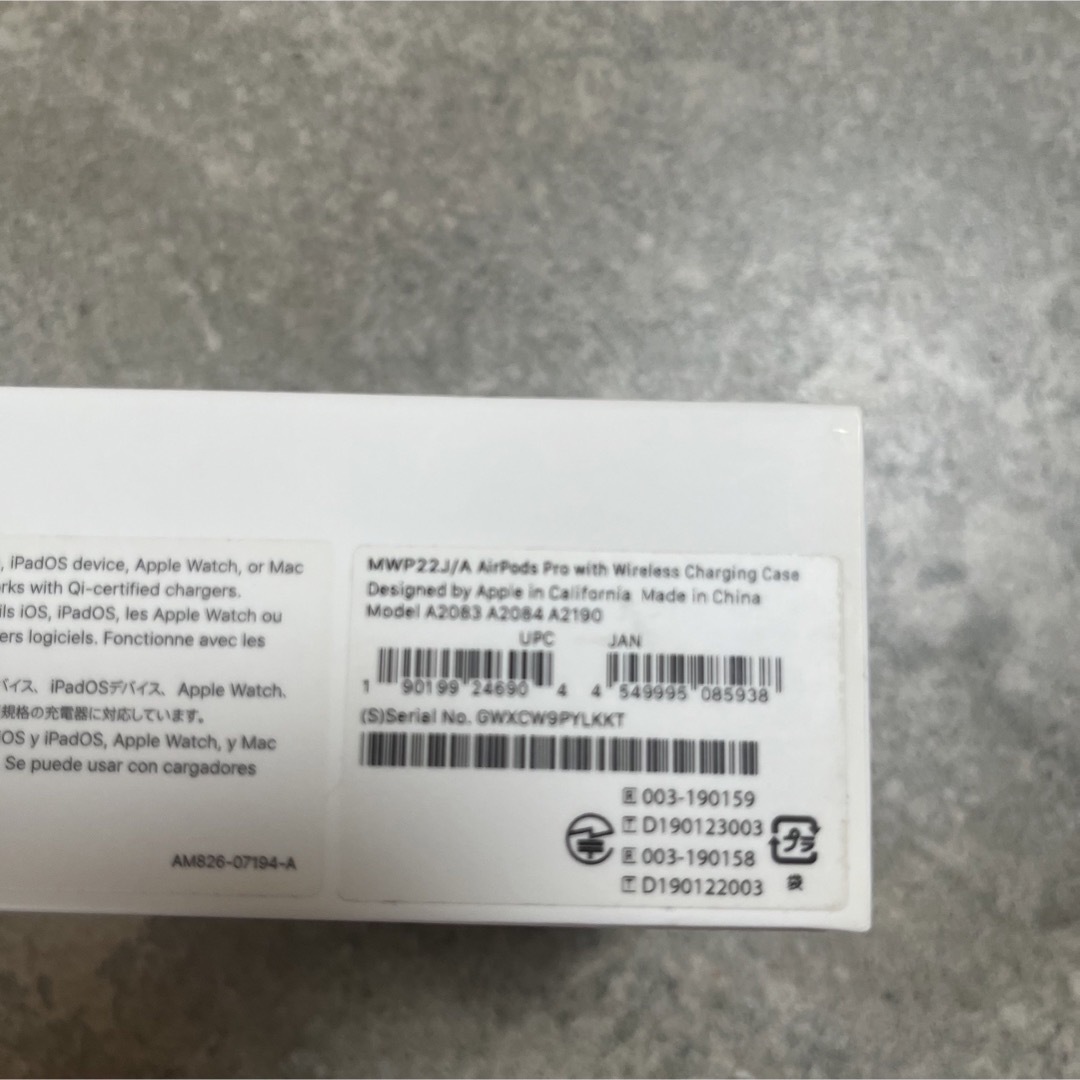 , iPadOS device, Apple Watch, or Mac
rks with Qi-certified chargers.
ils iOS, iPadOS, les Apple Watch ou
ers logiciels. Fonctionne avec les
バイス、iPadOSデバイス、Apple Watch、
規格の充電器に対応しています。
iOS y iPadOS, Apple Watch, y Mac
Se puede usar con cargadores
AM826-07194-A
MWP22J/A AirPods Pro with Wireless Charging Case
Designed by Apple in California Made in China
Model A2083 A2084 A2190
UPC JAN
1 90199 24690 4 4 549995 085938
(S)Serial No. GWXCW9PYLKKT
R 003-190159
T D190123003
R 003-190158
T D190122003
プラ
袋